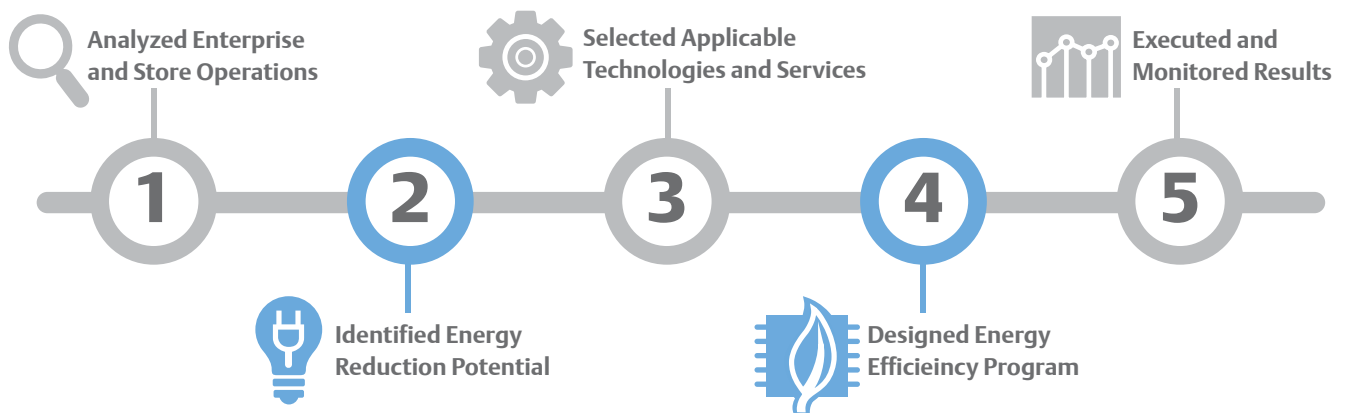 Analyzed Enterprise
and Store Operations
1
2
Identified Energy
Reduction Potential
Selected Applicable
Technologies and Services
3
4
Designed Energy
Efficieincy Program
Executed and
Monitored Results
5